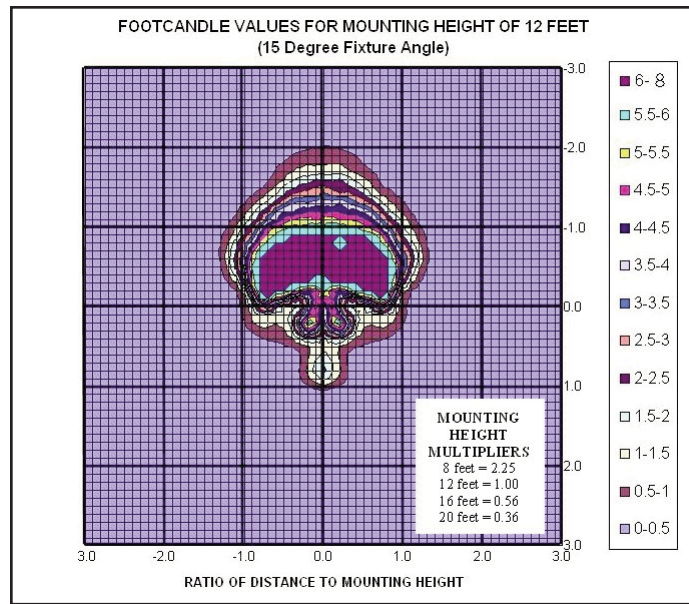 FOOTCANDLE VALUES FOR MOUNTING HEIGHT OF 12 FEET
(15 Degree Fixture Angle)
-3.0
-2.0
-1.0
0.0
1.0
2.0
3.0
3.0
-2.0
-1.0
0.0
1.0
2.0
3.0
RATIO OF DISTANCE TO MOUNTING HEIGHT
MOUNTING
HEIGHT
MULTIPLIERS
8 feet = 2.25
12 feet = 1.00
16 feet = 0.56
20 feet = 0.36
6- 8
5.5-6
5-5.5
4.5-5
4-4.5
3.5-4
3-3.5
2.5-3
2-2.5
1.5-2
1-1.5
0.5-1
0-0.5